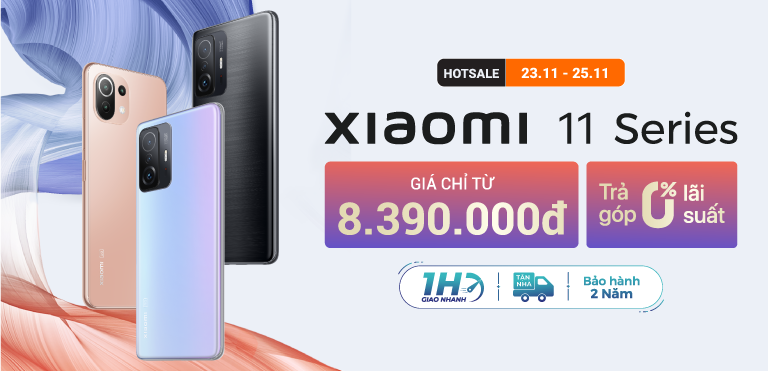 HOTSALE 23.11 - 25.11
xiaomi 11 Series
GIÁ CHỈ TỪ
8.390.000đ
Trả góp 0% lãi suất
1H
GIAO NHANH
TẬN NHÀ
Bảo hành
2 Năm
xiaomi